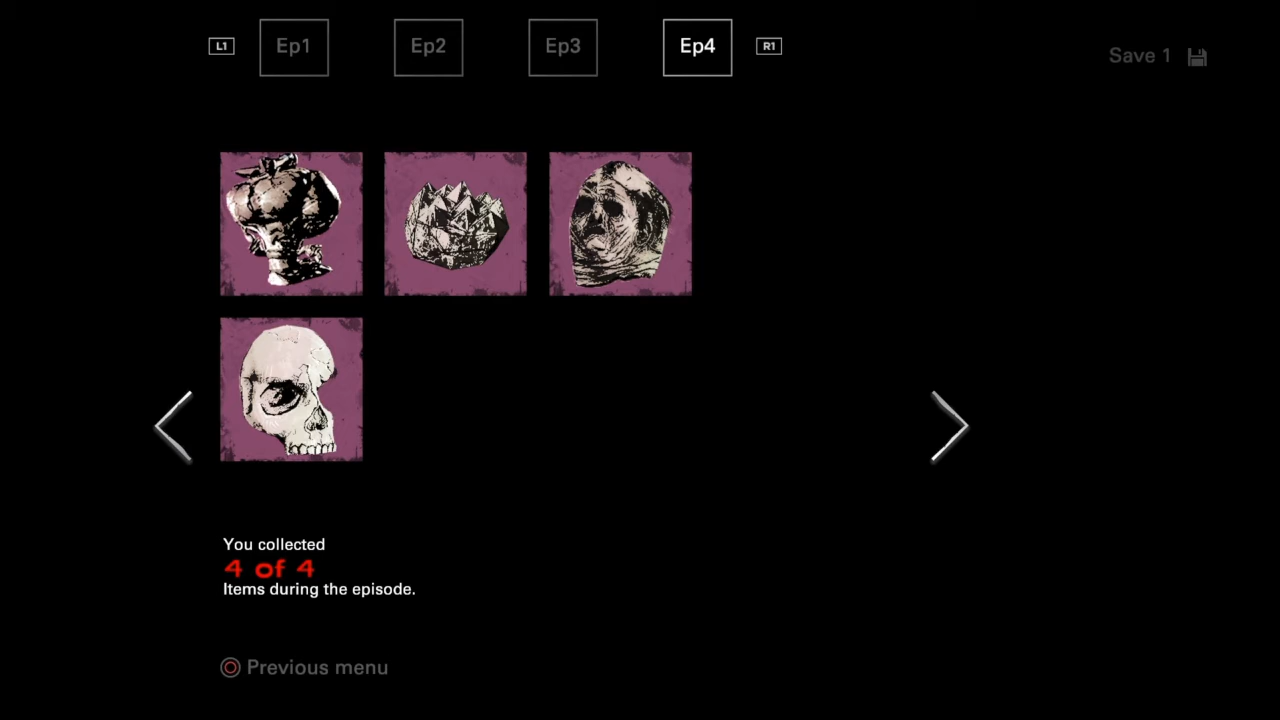 L1 Ep1 Ep2 Ep3 Ep4 R1
Save 1
You collected
4 of 4
Items during the episode.
Previous menu